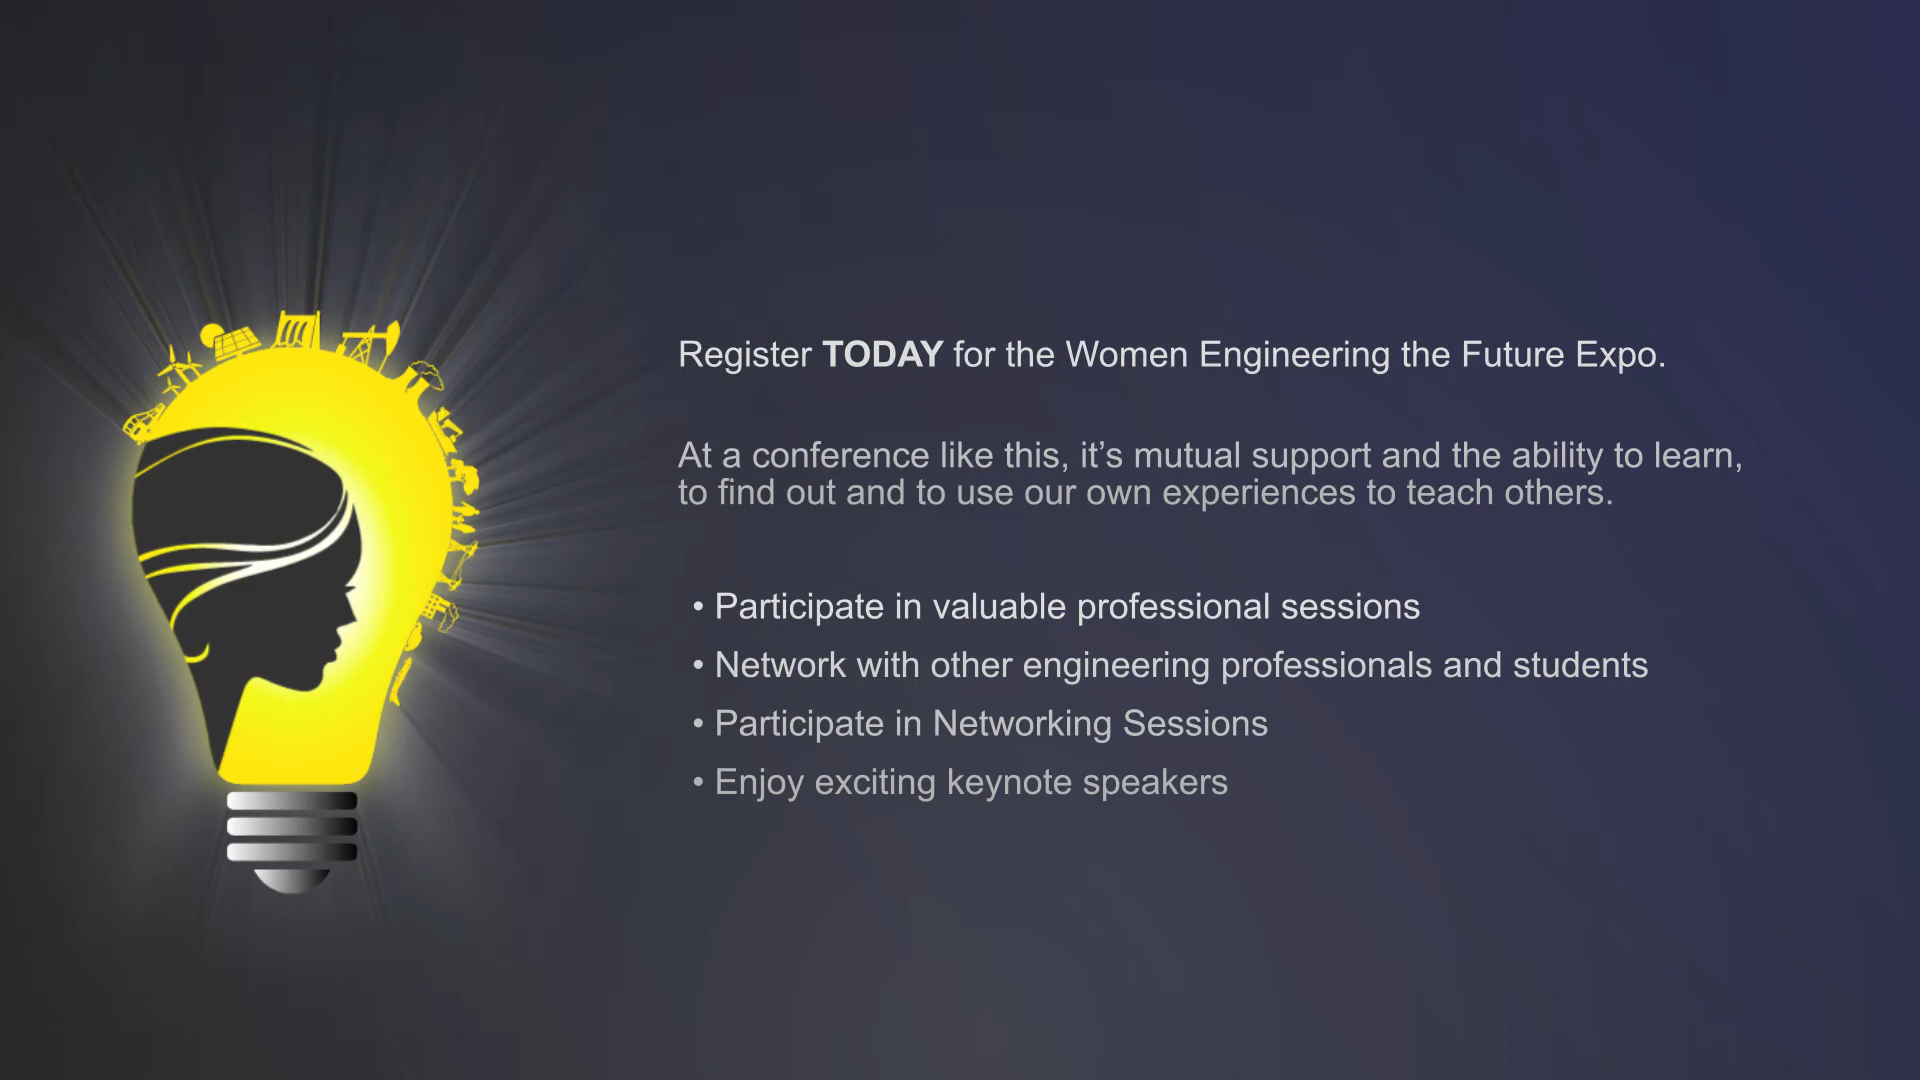 Register TODAY for the Women Engineering the Future Expo.
At a conference like this, it’s mutual support and the ability to learn,
to find out and to use our own experiences to teach others.
• Participate in valuable professional sessions
• Network with other engineering professionals and students
• Participate in Networking Sessions
• Enjoy exciting keynote speakers